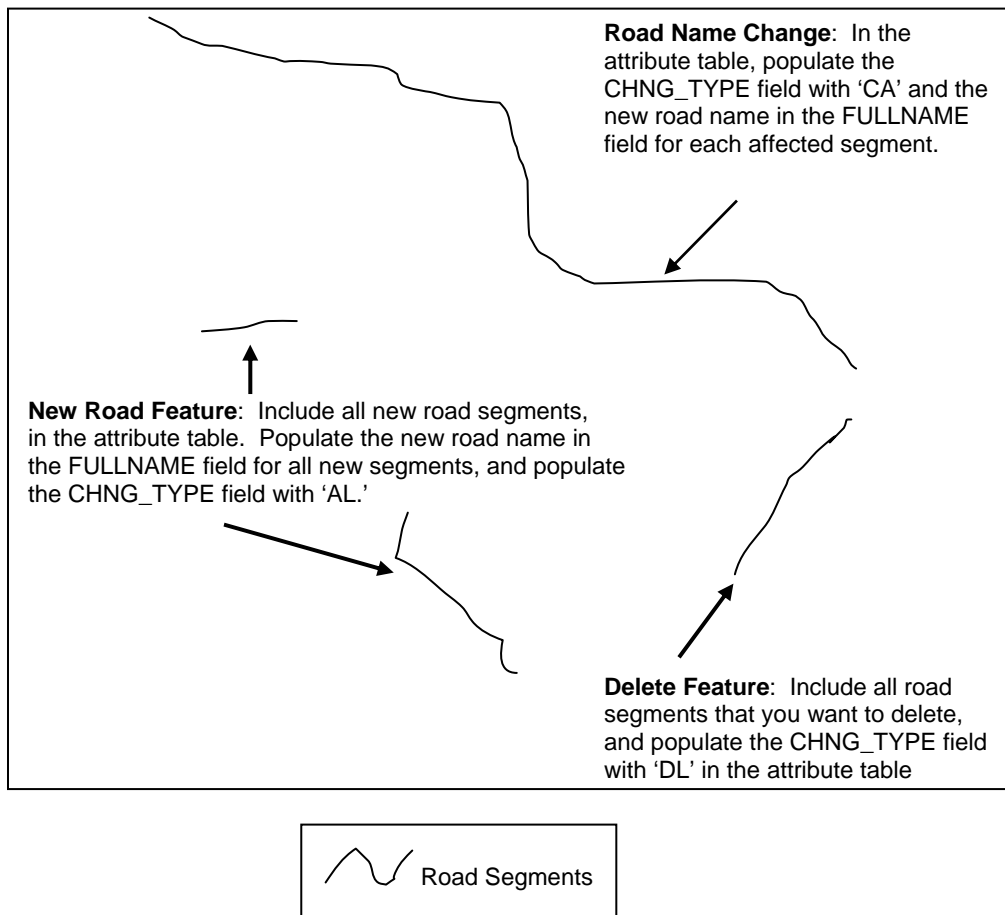 Road Name Change:  In the
attribute table, populate the
CHNG_TYPE field with ‘CA’ and the
new road name in the FULLNAME
field for each affected segment.
New Road Feature:  Include all new road segments,
in the attribute table.  Populate the new road name in
the FULLNAME field for all new segments, and populate
the CHNG_TYPE field with ‘AL.’
Delete Feature:  Include all road
segments that you want to delete,
and populate the CHNG_TYPE field
with ‘DL’ in the attribute table
Road Segments